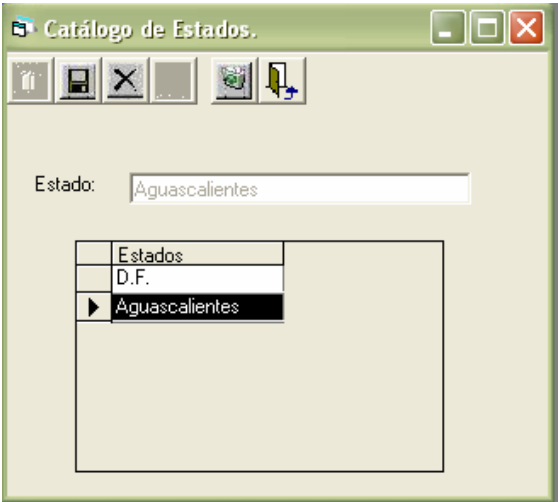 Catálogo de Estados.
Estado: Aguascalientes
Estados
D.F.
Aguascalientes